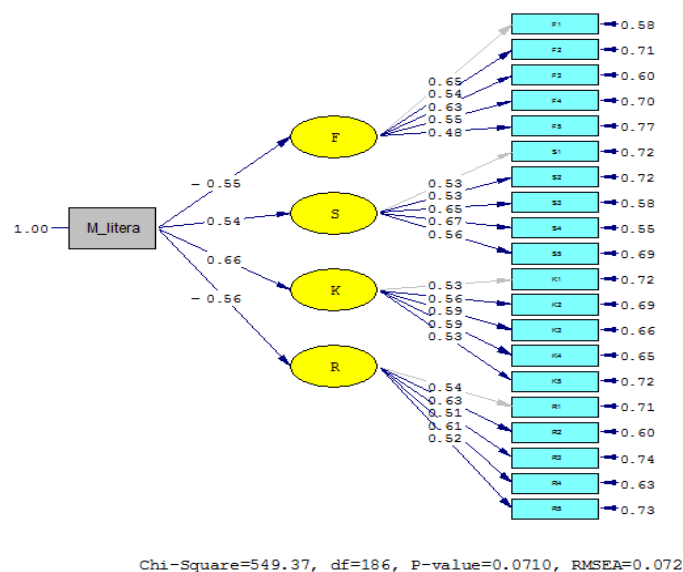 F1 0.58
F2 0.71
F3 0.60
F4 0.70
F5 0.77
0.65
0.54
0.63
0.55
0.48
F
S1 0.72
S2 0.72
S3 0.58
S4 0.55
S5 0.69
0.53
0.53
0.65
0.67
0.56
S
-0.55
0.54
0.66
-0.56
1.00 M_litera
K1 0.72
K2 0.69
K3 0.66
K4 0.65
K5 0.72
0.53
0.56
0.59
0.59
0.53
K
R1 0.71
R2 0.60
R3 0.74
R4 0.63
R5 0.73
0.54
0.63
0.51
0.61
0.52
R
Chi-Square=549.37, df=186, P-value=0.0710, RMSEA=0.072